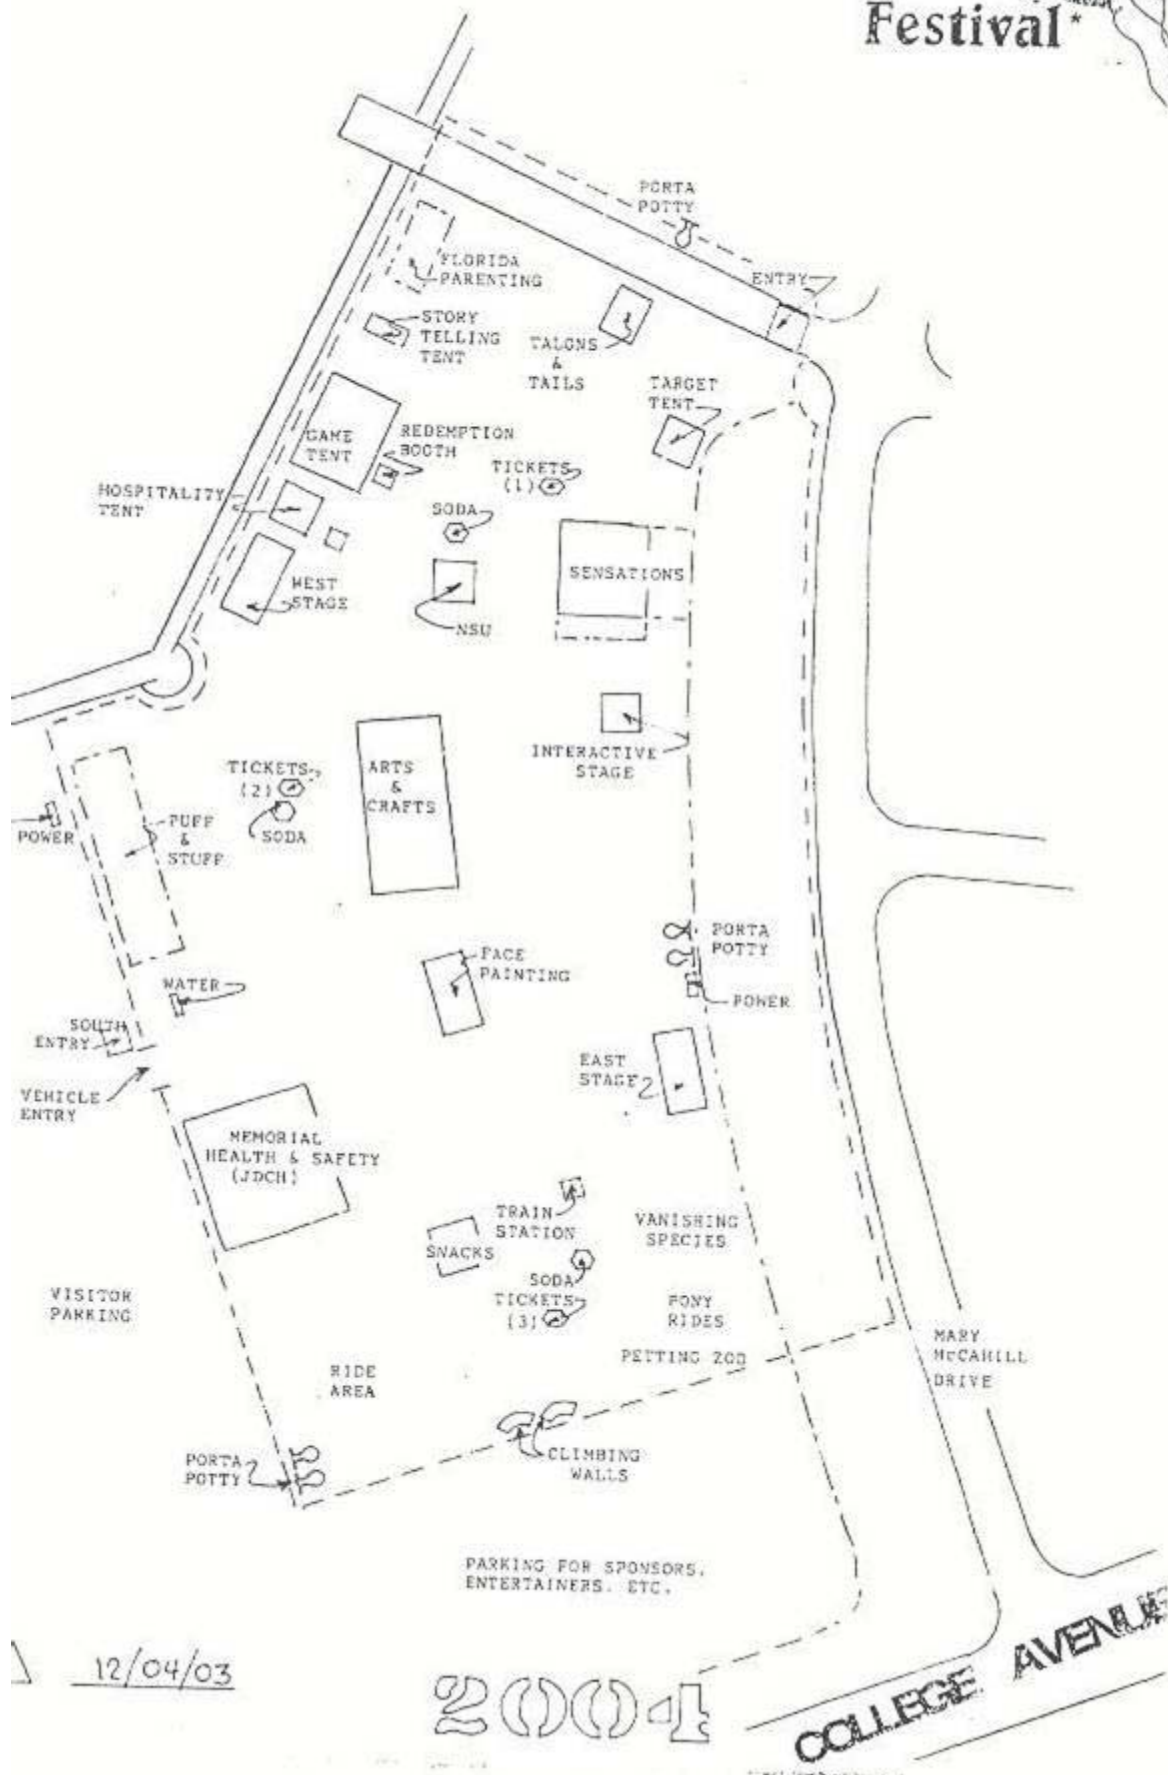 Festival*
PORTA
POTTY
ENTRY
FLORIDA
PARENTING
STORY
TELLING
TENT
TALONS
&
TAILS
TARGET
TENT
GAME
TENT
REDEMPTION
BOOTH
TICKETS
(1)
HOSPITALITY
TENT
SODA
SENSATIONS
WEST
STAGE
NSU
INTERACTIVE
STAGE
TICKETS
(2)
SODA
ARTS
&
CRAFTS
POWER
PUFF
&
STUFF
PORTA
POTTY
FACE
PAINTING
POWER
WATER
SOUTH
ENTRY
EAST
STAGE
VEHICLE
ENTRY
MEMORIAL
HEALTH & SAFETY
(JDCH)
TRAIN
STATION
VANISHING
SPECIES
SNACKS
SODA
TICKETS
(3)
VISITOR
PARKING
PONY
RIDES
PETTING ZOO
MARY
McCAHILL
DRIVE
RIDE
AREA
PORTA
POTTY
CLIMBING
WALLS
PARKING FOR SPONSORS,
ENTERTAINERS. ETC.
12/04/03
2004
COLLEGE AVENUE